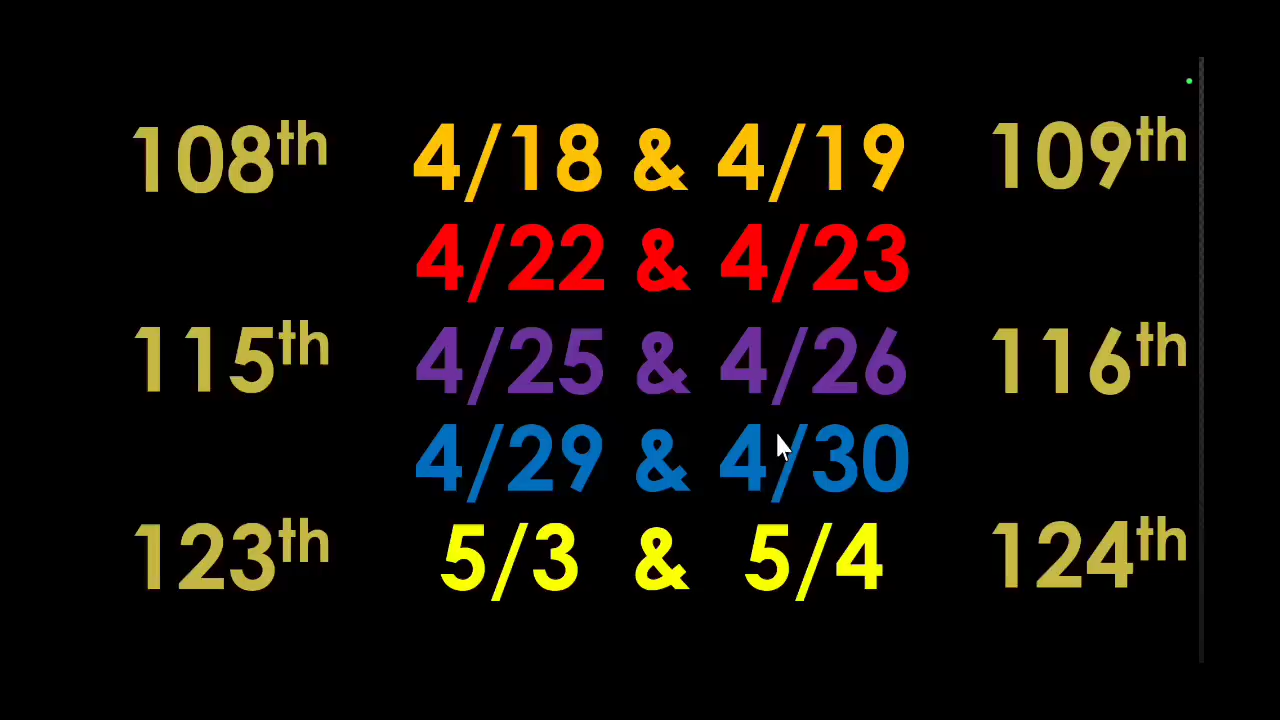 108th 4/18 & 4/19 109th
4/22 & 4/23
115th 4/25 & 4/26 116th
4/29 & 4/30
123th 5/3 & 5/4 124th